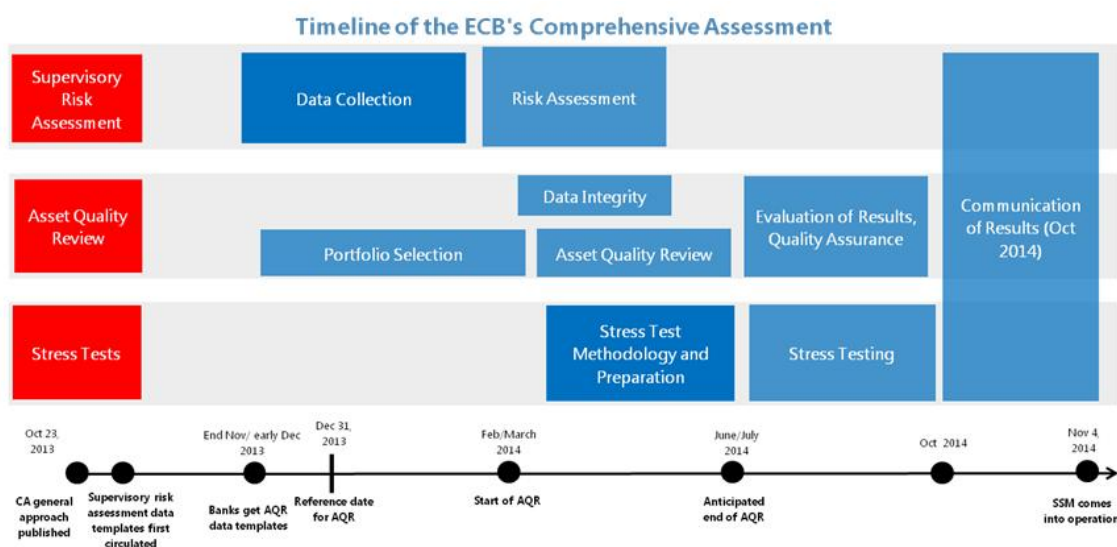 Timeline of the ECB's Comprehensive Assessment
Supervisory
Risk
Assessment
Data Collection
Risk Assessment
Asset Quality
Review
Data Integrity
Portfolio Selection
Asset Quality Review
Evaluation of Results,
Quality Assurance
Communication
of Results (Oct
2014)
Stress Tests
Stress Test
Methodology and
Preparation
Stress Testing
Oct 23,
2013
End Nov/ early Dec
2013
Dec 31,
2013
Feb/March
2014
June/July
2014
Oct 2014
Nov 4,
2014
CA general
approach
published
Supervisory risk
assessment data
templates first
circulated
Banks get AQR
data templates
Reference date
for AQR
Start of AQR
Anticipated
end of AQR
SSM comes
into operation